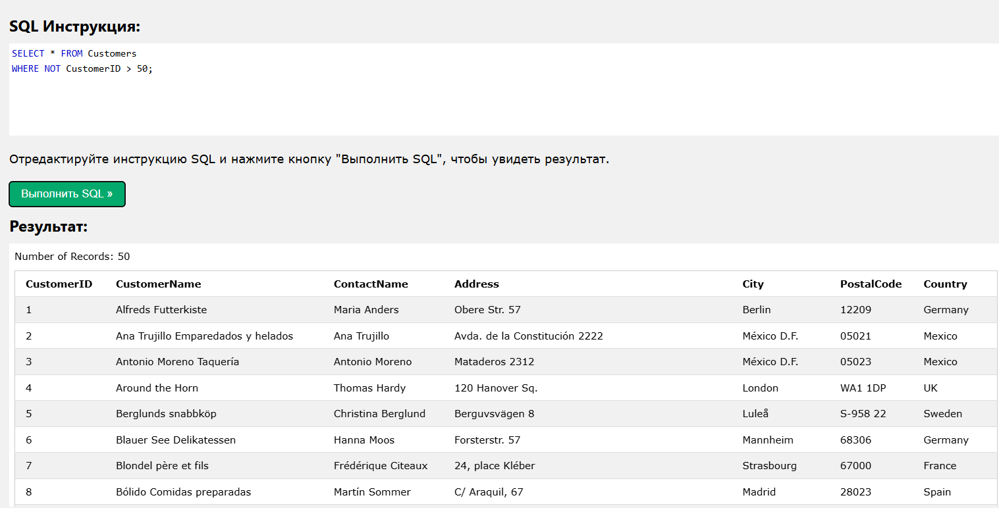 SQL Инструкция:
SELECT * FROM Customers
WHERE NOT CustomerID > 50;
Отредактируйте инструкцию SQL и нажмите кнопку "Выполнить SQL", чтобы увидеть результат.
Выполнить SQL »
Результат:
Number of Records: 50
CustomerID CustomerName ContactName Address City PostalCode Country
1 Alfreds Futterkiste Maria Anders Obere Str. 57 Berlin 12209 Germany
2 Ana Trujillo Emparedados y helados Ana Trujillo Avda. de la Constitución 2222 México D.F. 05021 Mexico
3 Antonio Moreno Taquería Antonio Moreno Mataderos 2312 México D.F. 05023 Mexico
4 Around the Horn Thomas Hardy 120 Hanover Sq. London WA1 1DP UK
5 Berglunds snabbköp Christina Berglund Berguvsvägen 8 Luleå S-958 22 Sweden
6 Blauer See Delikatessen Hanna Moos Forsterstr. 57 Mannheim 68306 Germany
7 Blondel père et fils Frédérique Citeaux 24, place Kléber Strasbourg 67000 France
8 Bólido Comidas preparadas Martín Sommer C/ Araquil, 67 Madrid 28023 Spain